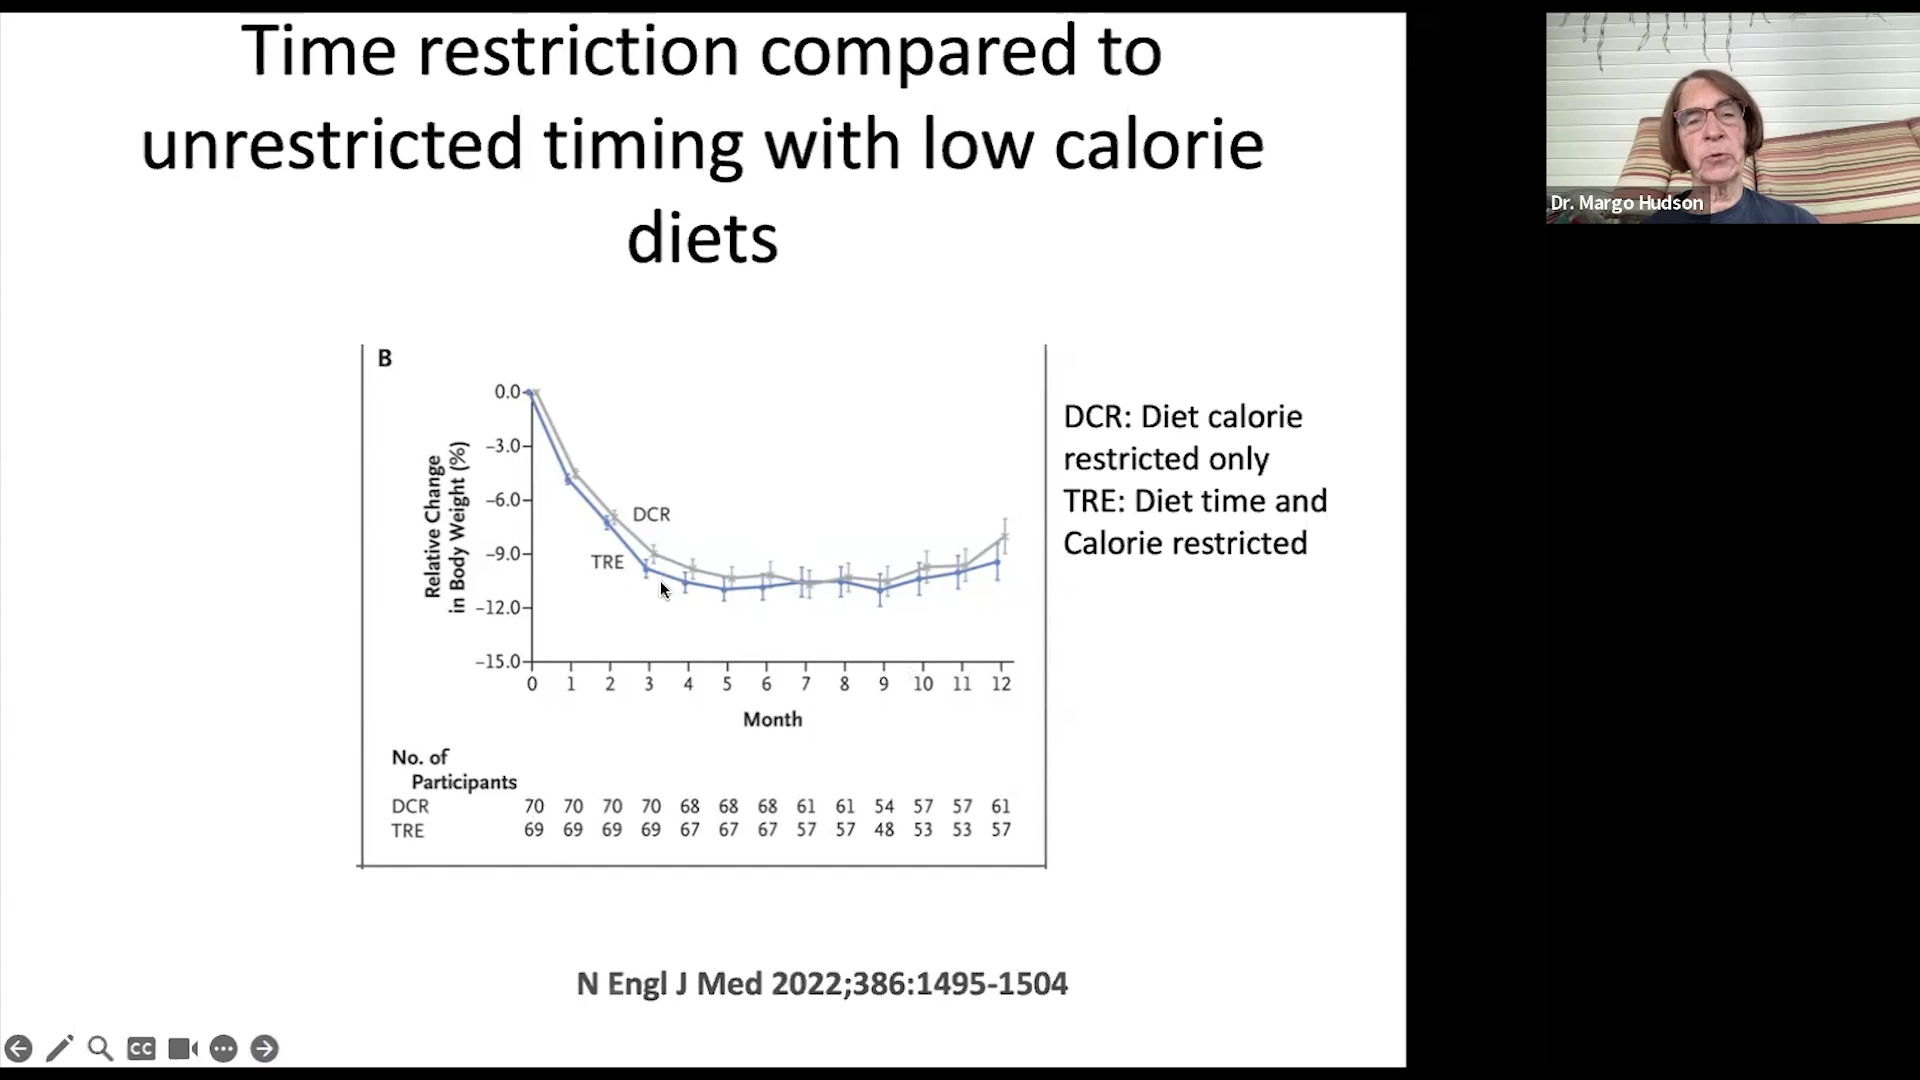 Time restriction compared to
unrestricted timing with low calorie
diets
Dr. Margo Hudson
B
0.0
−3.0
−6.0
−9.0
−12.0
−15.0
Relative Change
in Body Weight (%)
DCR
TRE
0 1 2 3 4 5 6 7 8 9 10 11 12
Month
No. of
Participants
DCR 70 70 70 70 68 68 68 61 61 54 57 57 61
TRE 69 69 69 69 67 67 67 57 57 48 53 53 57
DCR: Diet calorie
restricted only
TRE: Diet time and
Calorie restricted
N Engl J Med 2022;386:1495-1504
CC